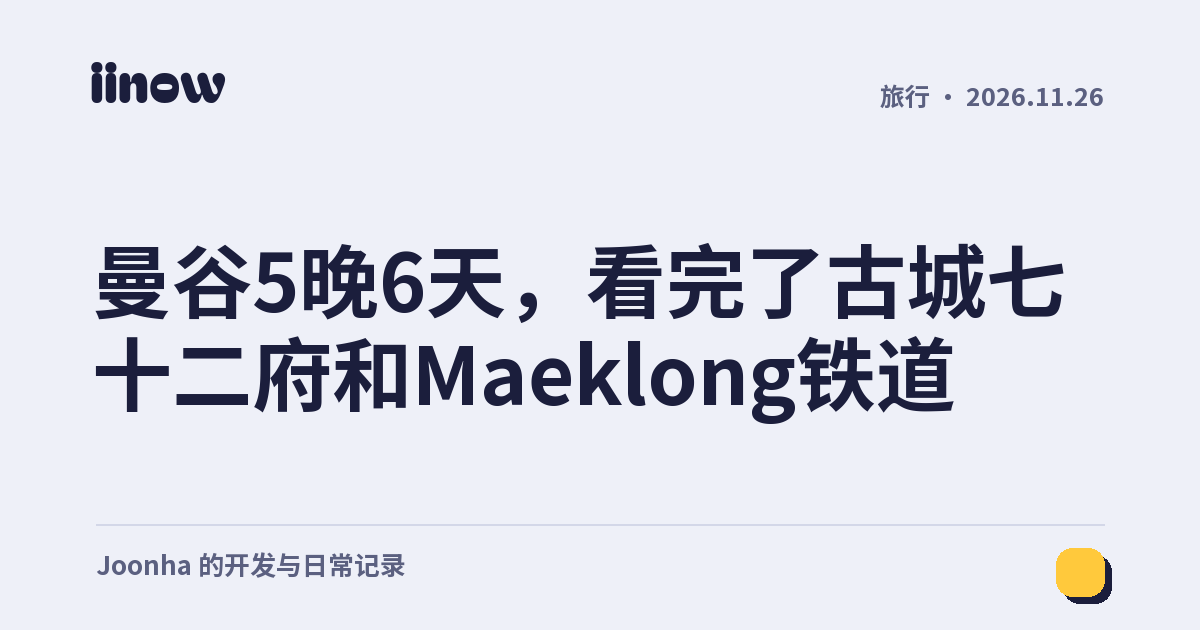 iinow
旅行 · 2026.11.26
曼谷5晚6天，看完了古城七
十二府和Maeklong铁道
Joonha 的开发与日常记录